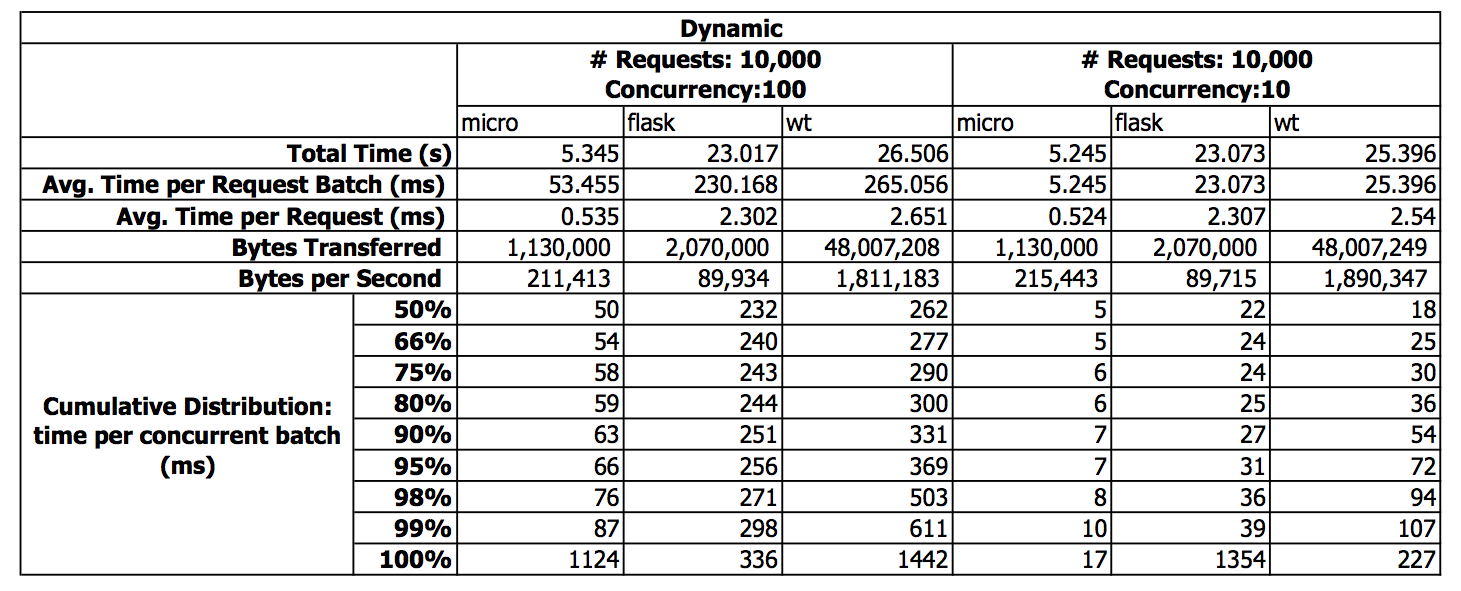 Dynamic
# Requests: 10,000 # Requests: 10,000
Concurrency:100 Concurrency:10
micro flask wt micro flask wt
Total Time (s) 5.345 23.017 26.506 5.245 23.073 25.396
Avg. Time per Request Batch (ms) 53.455 230.168 265.056 5.245 23.073 25.396
Avg. Time per Request (ms) 0.535 2.302 2.651 0.524 2.307 2.54
Bytes Transferred 1,130,000 2,070,000 48,007,208 1,130,000 2,070,000 48,007,249
Bytes per Second 211,413 89,934 1,811,183 215,443 89,715 1,890,347
Cumulative Distribution:
time per concurrent batch
(ms)
50% 50 232 262 5 22 18
66% 54 240 277 5 24 25
75% 58 243 290 6 24 30
80% 59 244 300 6 25 36
90% 63 251 331 7 27 54
95% 66 256 369 7 31 72
98% 76 271 503 8 36 94
99% 87 298 611 10 39 107
100% 1124 336 1442 17 1354 227